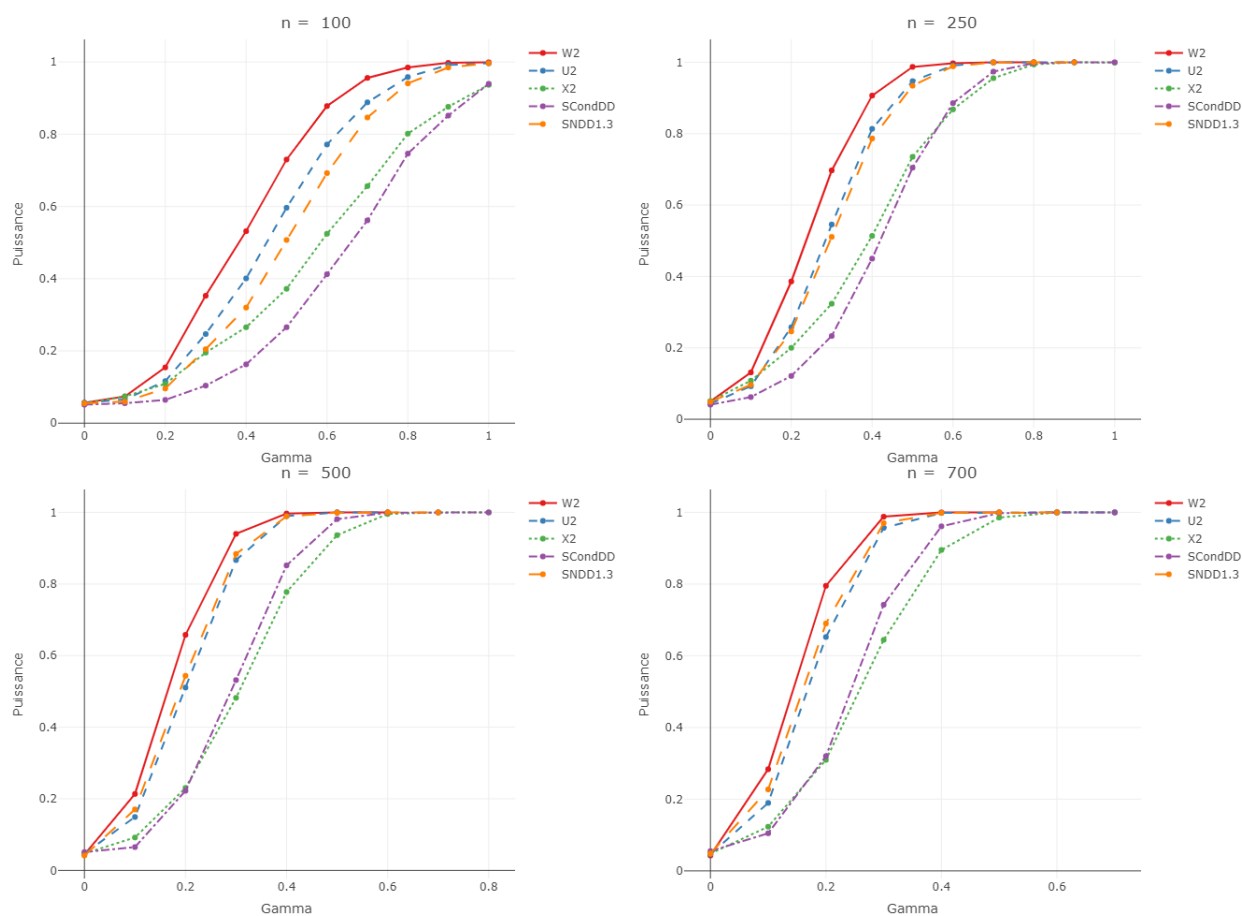 n = 100
W2
U2
X2
SCondDD
SNDD1.3
Puissance
1
0.8
0.6
0.4
0.2
0
0 0.2 0.4 0.6 0.8 1
Gamma
n = 250
W2
U2
X2
SCondDD
SNDD1.3
Puissance
1
0.8
0.6
0.4
0.2
0
0 0.2 0.4 0.6 0.8 1
Gamma
n = 500
W2
U2
X2
SCondDD
SNDD1.3
Puissance
1
0.8
0.6
0.4
0.2
0
0 0.2 0.4 0.6 0.8
Gamma
n = 700
W2
U2
X2
SCondDD
SNDD1.3
Puissance
1
0.8
0.6
0.4
0.2
0
0 0.2 0.4 0.6
Gamma